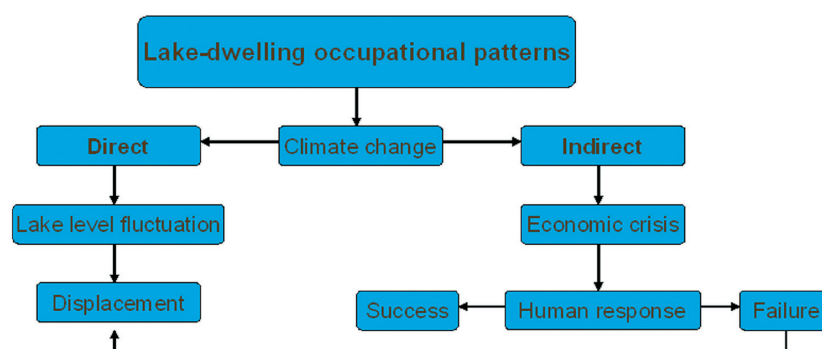 Lake-dwelling occupational patterns
Direct
Climate change
Indirect
Lake level fluctuation
Economic crisis
Displacement
Success
Human response
Failure